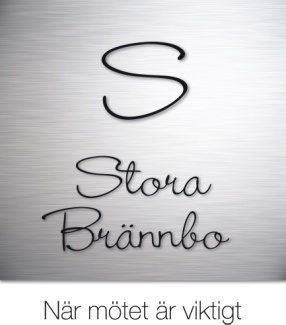 S
Stora
Brännbo
När mötet är viktigt